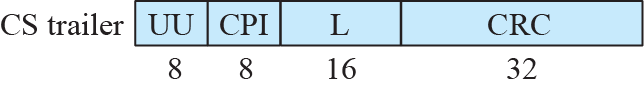 CS trailer UU CPI L CRC
8 8 16 32